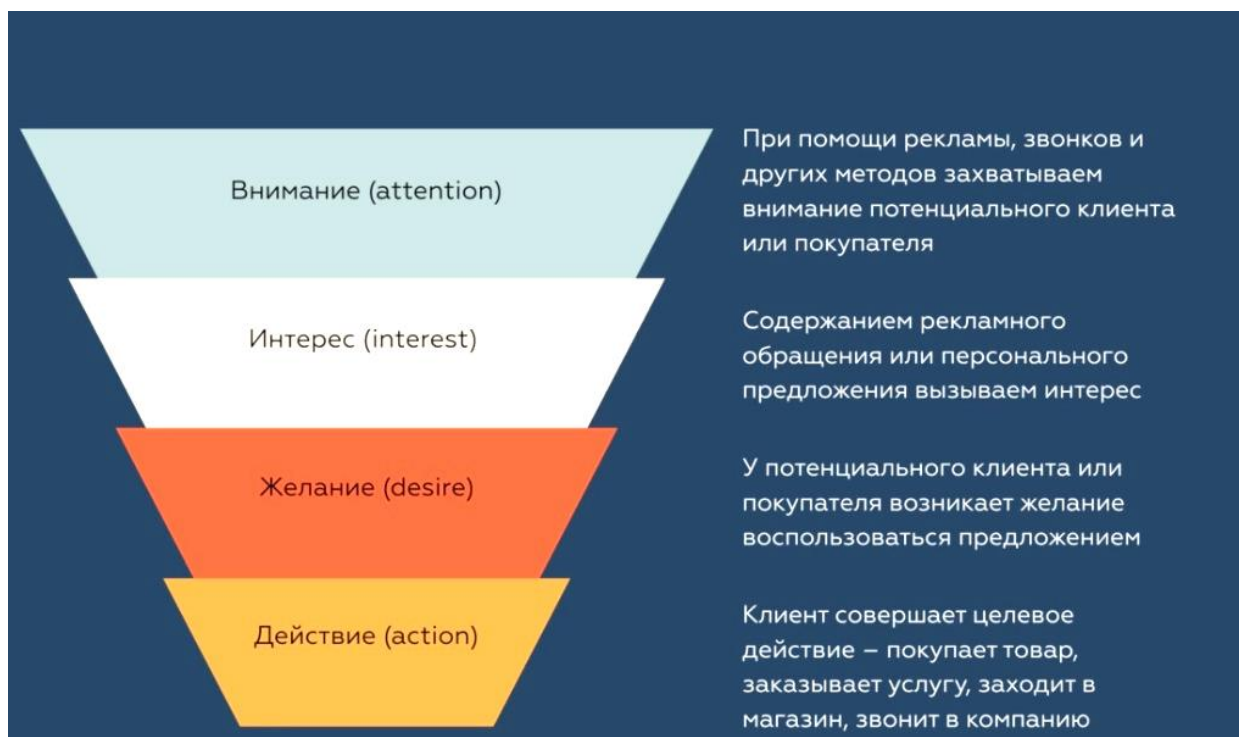 Внимание (attention)
При помощи рекламы, звонков и
других методов захватываем
внимание потенциального клиента
или покупателя
Интерес (interest)
Содержанием рекламного
обращения или персонального
предложения вызываем интерес
Желание (desire)
У потенциального клиента или
покупателя возникает желание
воспользоваться предложением
Действие (action)
Клиент совершает целевое
действие – покупает товар,
заказывает услугу, заходит в
магазин, звонит в компанию